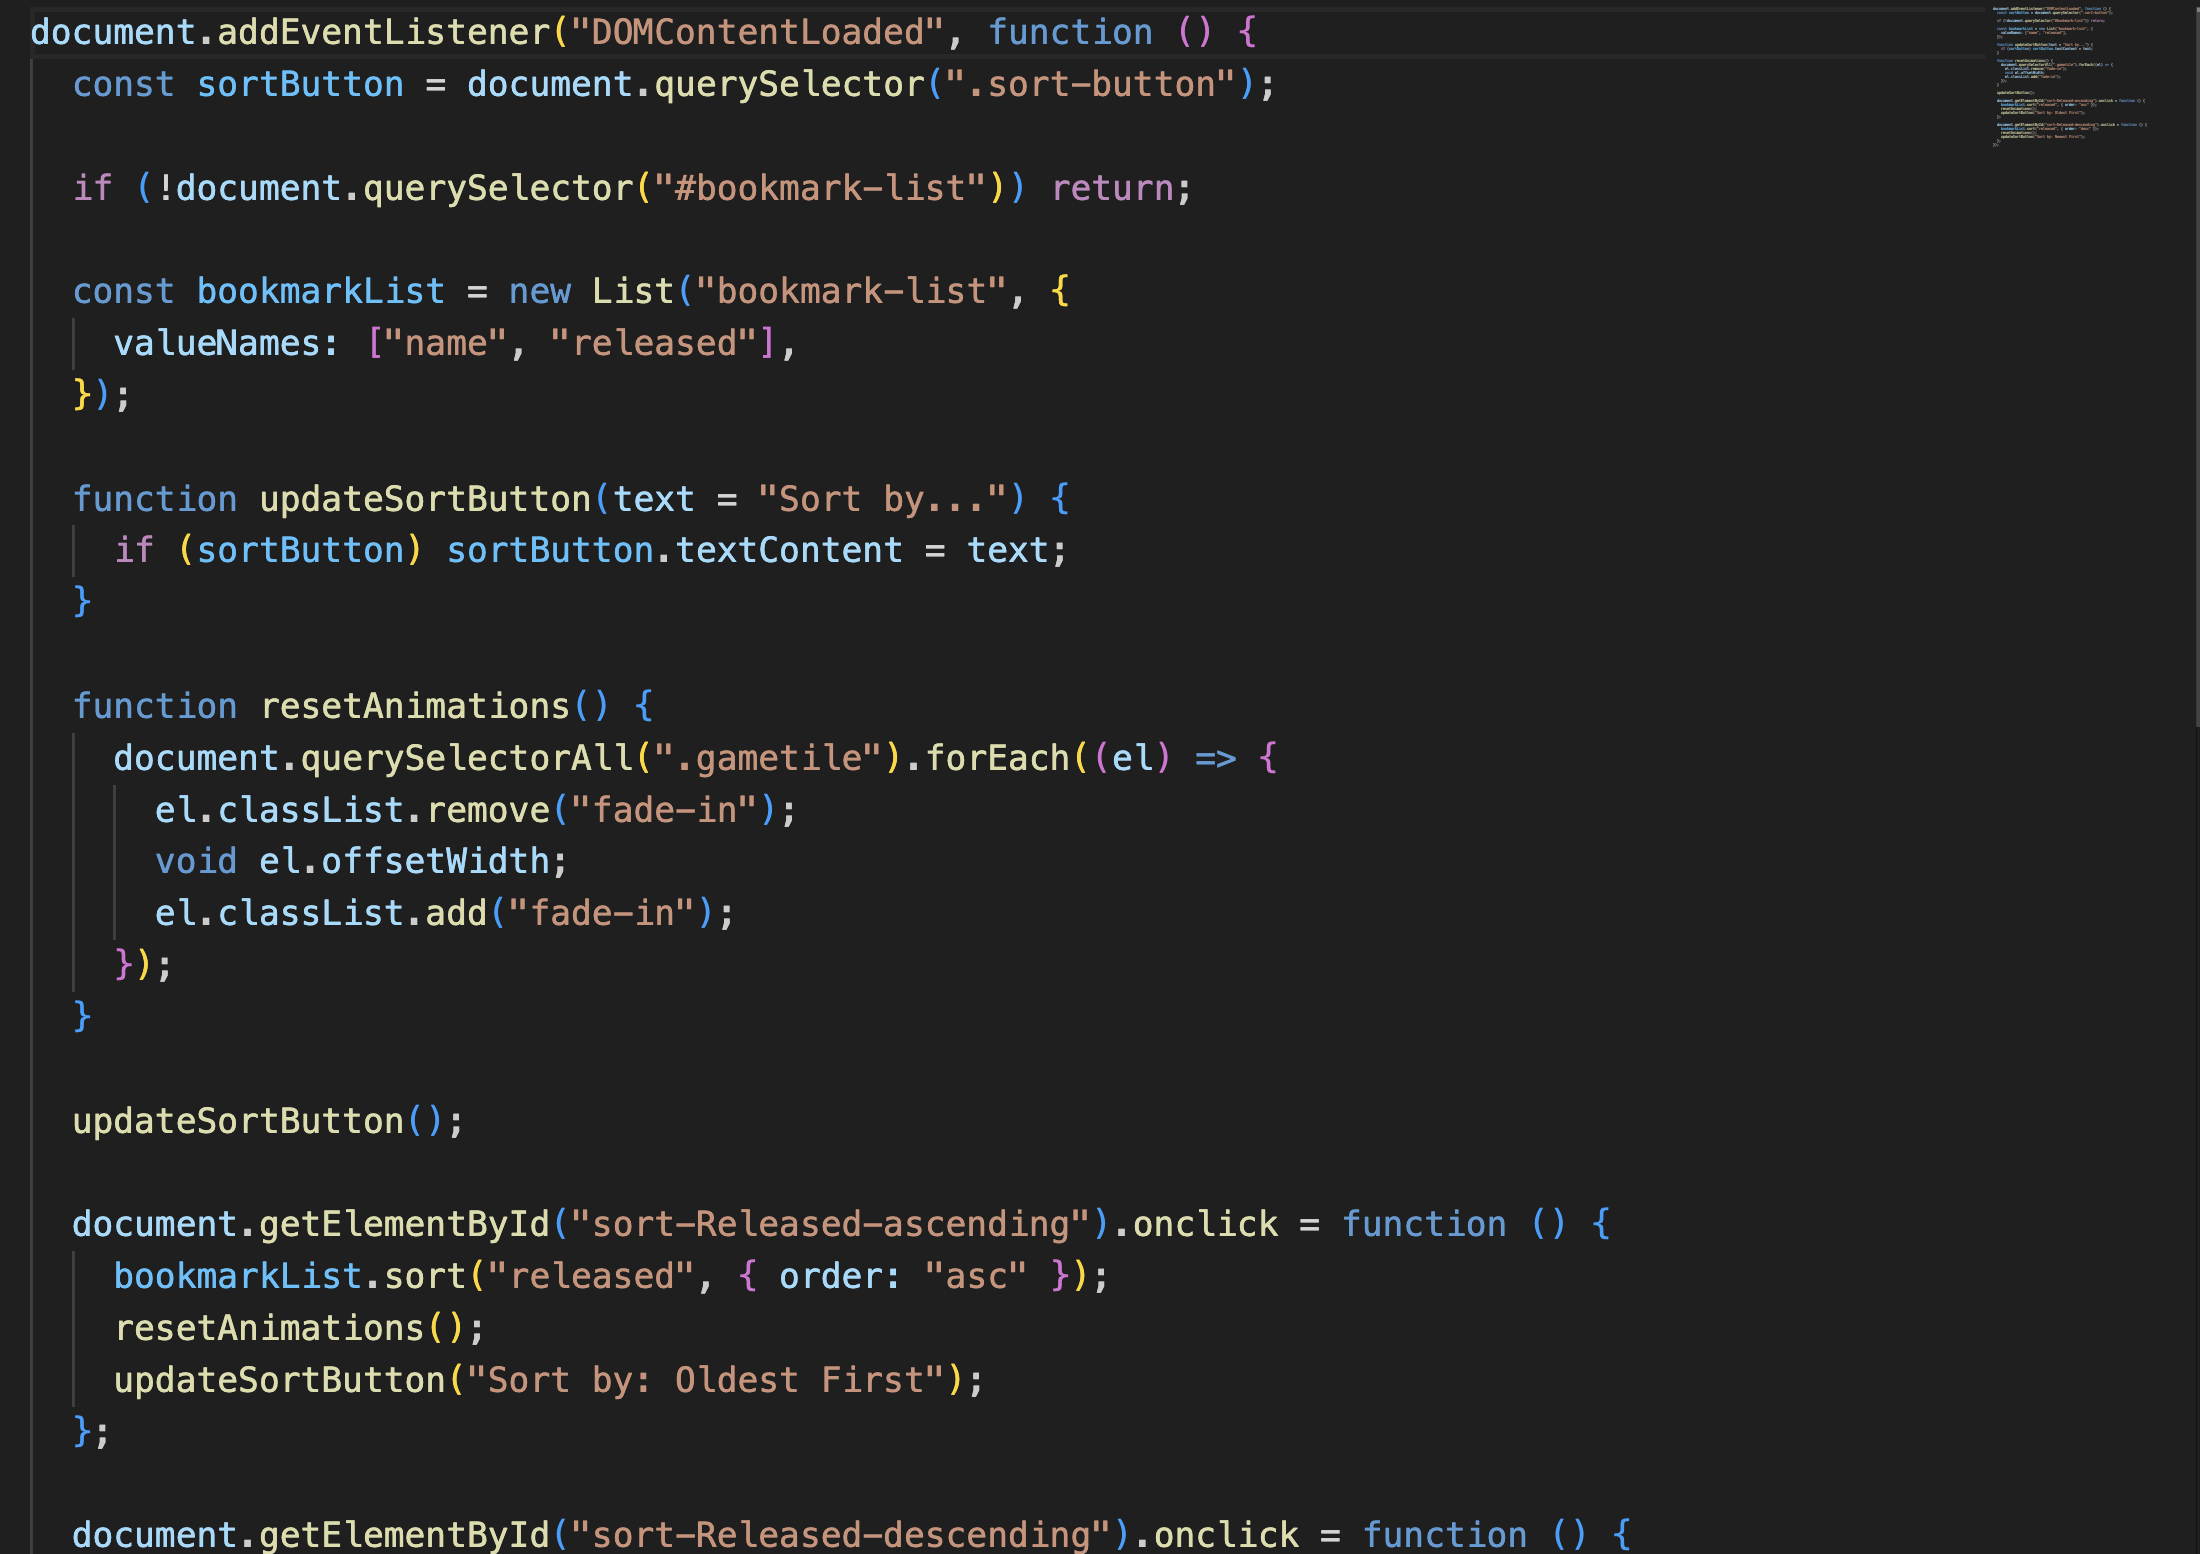 document.addEventListener("DOMContentLoaded", function () {
const sortButton = document.querySelector(".sort-button");
if (!document.querySelector("#bookmark-list")) return;
const bookmarkList = new List("bookmark-list", {
valueNames: ["name", "released"],
});
function updateSortButton(text = "Sort by...") {
if (sortButton) sortButton.textContent = text;
}
function resetAnimations() {
document.querySelectorAll(".gametile").forEach((el) => {
el.classList.remove("fade-in");
void el.offsetWidth;
el.classList.add("fade-in");
});
}
updateSortButton();
document.getElementById("sort-Released-ascending").onclick = function () {
bookmarkList.sort("released", { order: "asc" });
resetAnimations();
updateSortButton("Sort by: Oldest First");
};
document.getElementById("sort-Released-descending").onclick = function () {